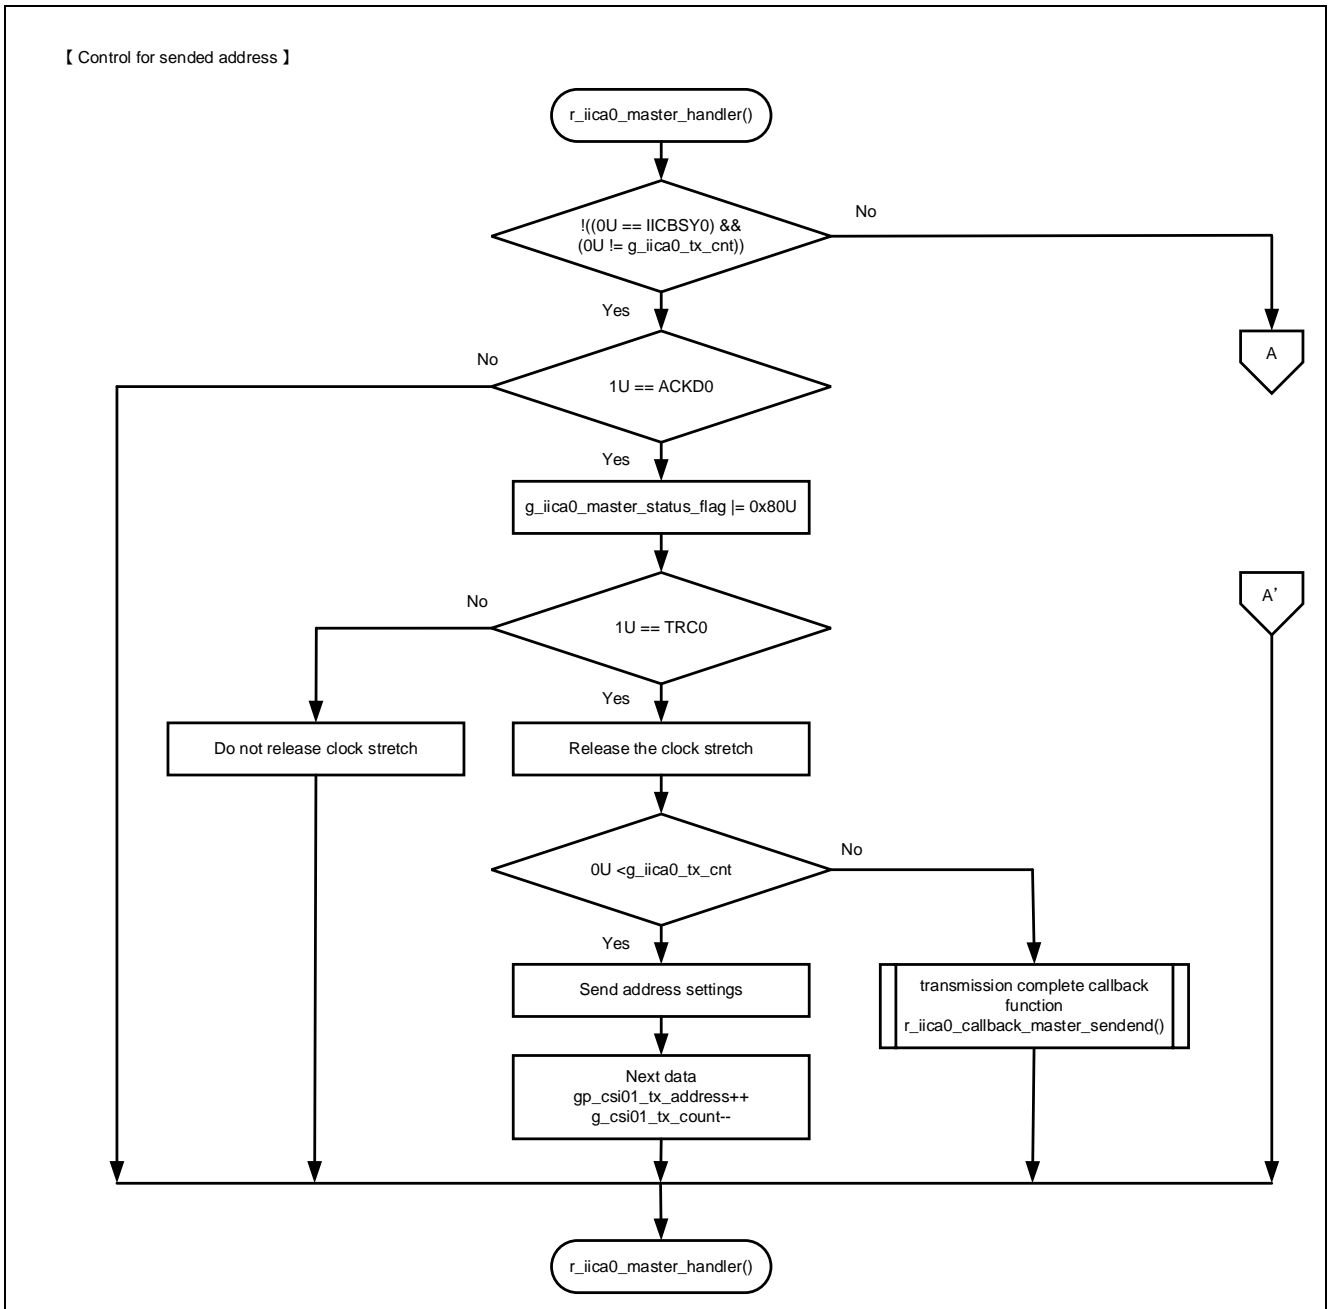 【 Control for sended address 】
r_iica0_master_handler()
!((0U == IICBSY0) &&
(0U != g_iica0_tx_cnt))
No
Yes
A
No
1U == ACKD0
Yes
g_iica0_master_status_flag |= 0x80U
No
1U == TRC0
A’
Yes
Do not release clock stretch
Release the clock stretch
0U <g_iica0_tx_cnt
No
Yes
Send address settings
transmission complete callback
function
r_iica0_callback_master_sendend()
Next data
gp_csi01_tx_address++
g_csi01_tx_count--
r_iica0_master_handler()